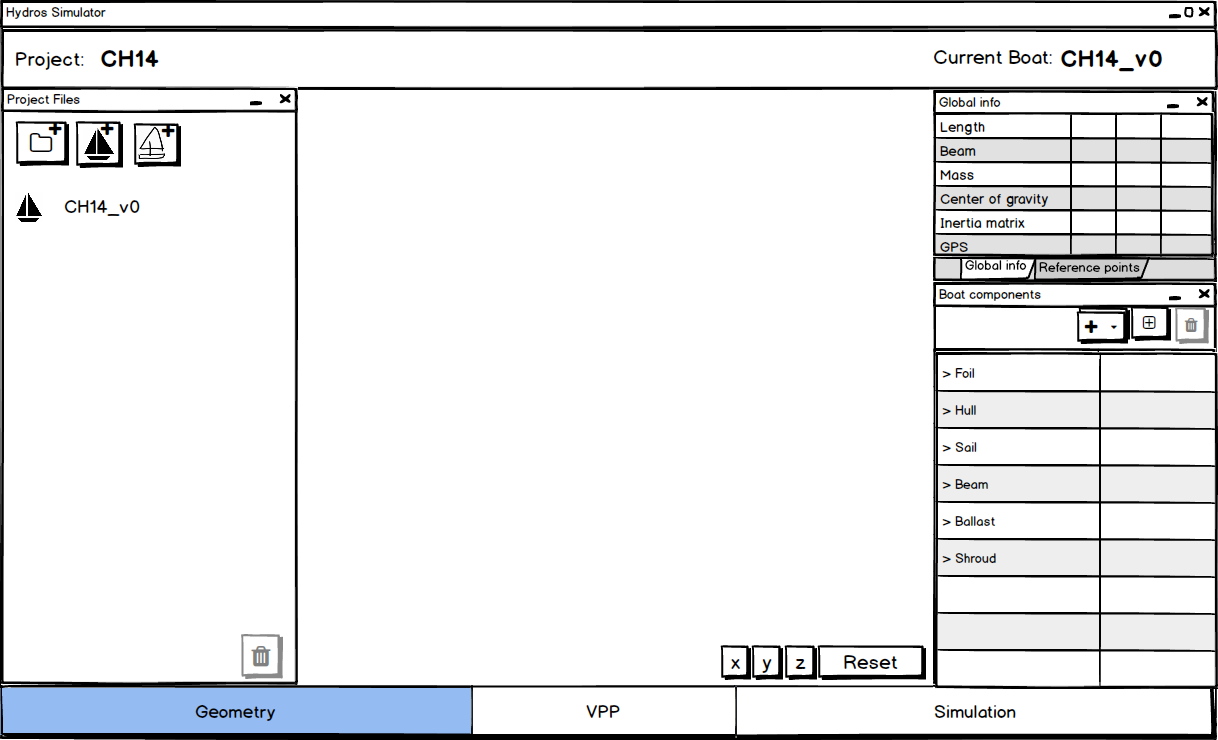 Hydros Simulator
Project: CH14
Current Boat: CH14_v0
Project Files
CH14_v0
Global info
Length
Beam
Mass
Center of gravity
Inertia matrix
GPS
Global info
Reference points
Boat components
> Foil
> Hull
> Sail
> Beam
> Ballast
> Shroud
x y z Reset
Geometry
VPP
Simulation